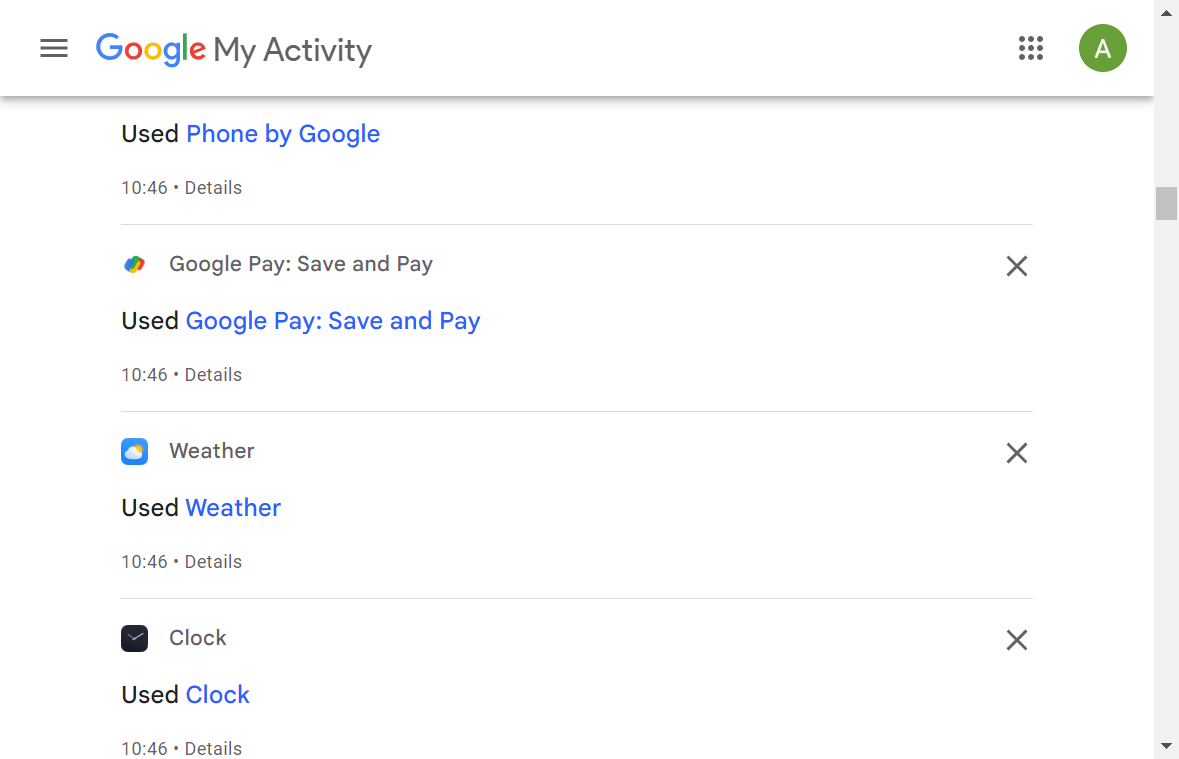 Google My Activity
A
Used Phone by Google
10:46 • Details
Google Pay: Save and Pay
Used Google Pay: Save and Pay
10:46 • Details
Weather
Used Weather
10:46 • Details
Clock
Used Clock
10:46 • Details